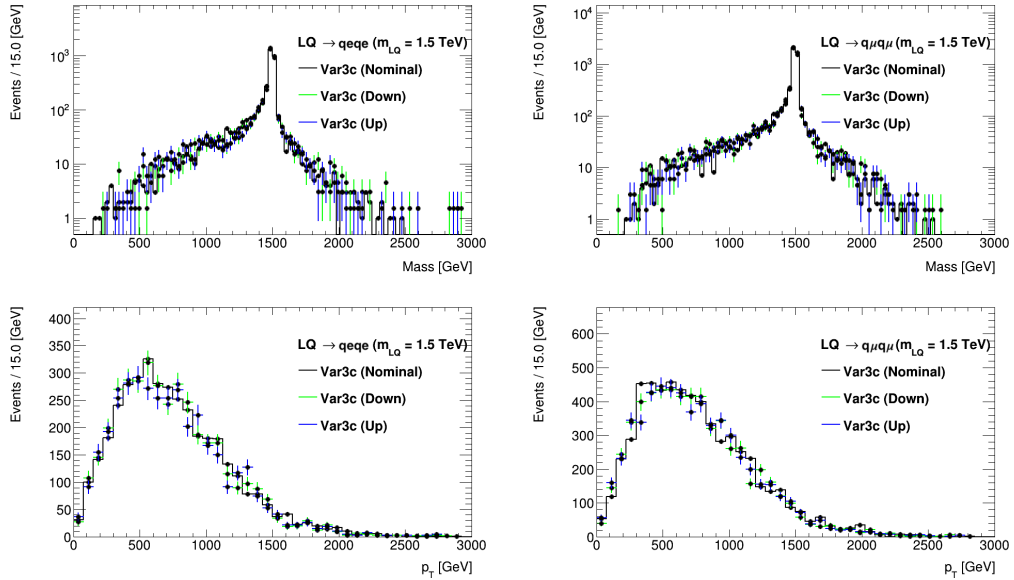 Events / 15.0 [GeV]
10³
10²
10
1
LQ → qeqe (m_LQ = 1.5 TeV)
Var3c (Nominal)
Var3c (Down)
Var3c (Up)
0 500 1000 1500 2000 2500 3000
Mass [GeV]
Events / 15.0 [GeV]
10⁴
10³
10²
10
1
LQ → qμqμ (m_LQ = 1.5 TeV)
Var3c (Nominal)
Var3c (Down)
Var3c (Up)
0 500 1000 1500 2000 2500 3000
Mass [GeV]
Events / 15.0 [GeV]
400
350
300
250
200
150
100
50
0
LQ → qeqe (m_LQ = 1.5 TeV)
Var3c (Nominal)
Var3c (Down)
Var3c (Up)
0 500 1000 1500 2000 2500 3000
p_T [GeV]
Events / 15.0 [GeV]
600
500
400
300
200
100
0
LQ → qμqμ (m_LQ = 1.5 TeV)
Var3c (Nominal)
Var3c (Down)
Var3c (Up)
0 500 1000 1500 2000 2500 3000
p_T [GeV]